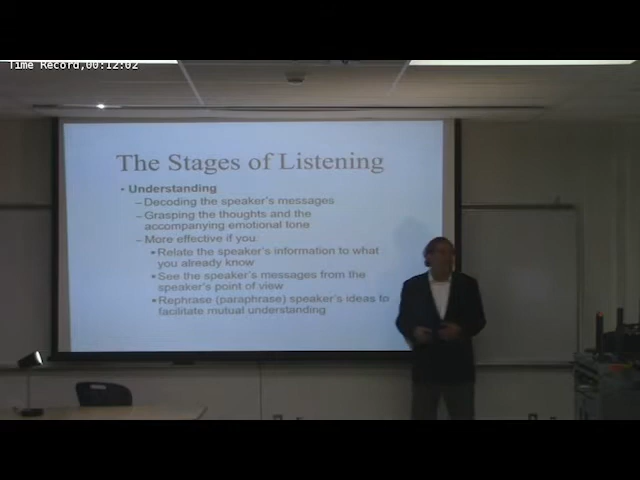 Time Record,00:12:02
The Stages of Listening
• Understanding
– Decoding the speaker's messages
– Grasping the thoughts and the
accompanying emotional tone
– More effective if you:
• Relate the speaker's information to what
you already know
• See the speaker's messages from the
speaker's point of view
• Rephrase (paraphrase) speaker's ideas to
facilitate mutual understanding